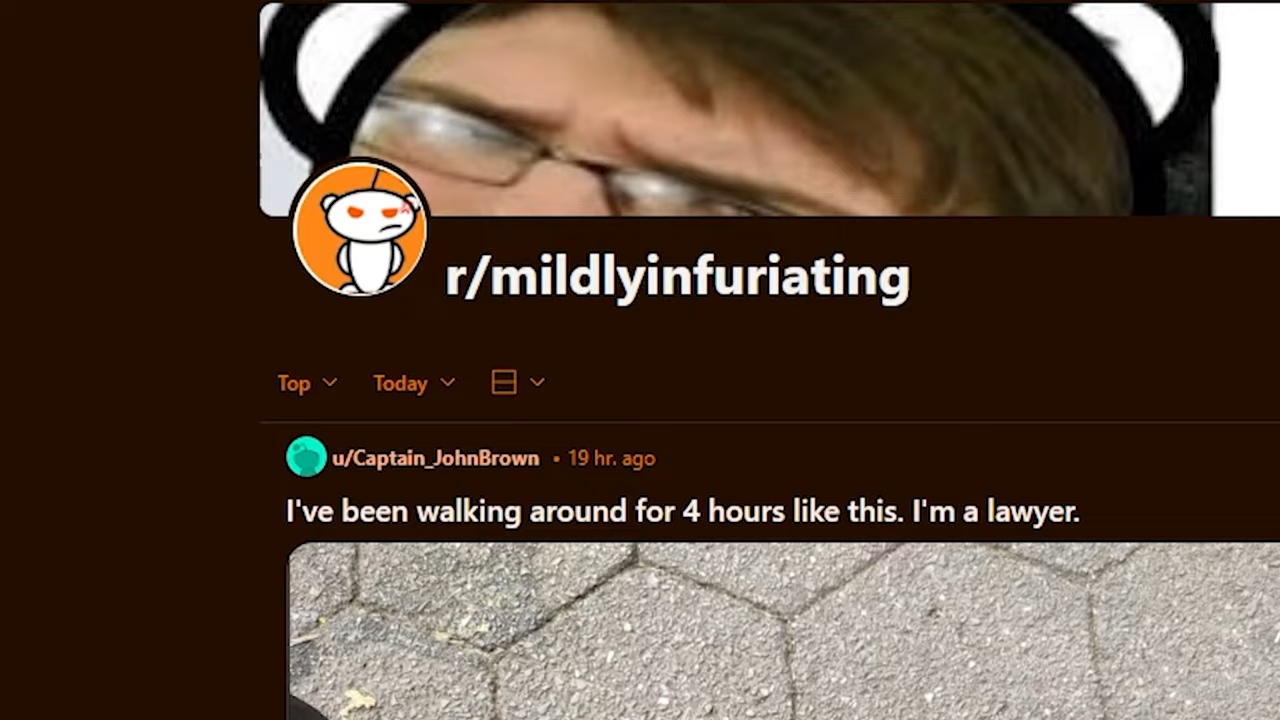 r/mildlyinfuriating
Top Today
u/Captain_JohnBrown • 19 hr. ago
I've been walking around for 4 hours like this. I'm a lawyer.